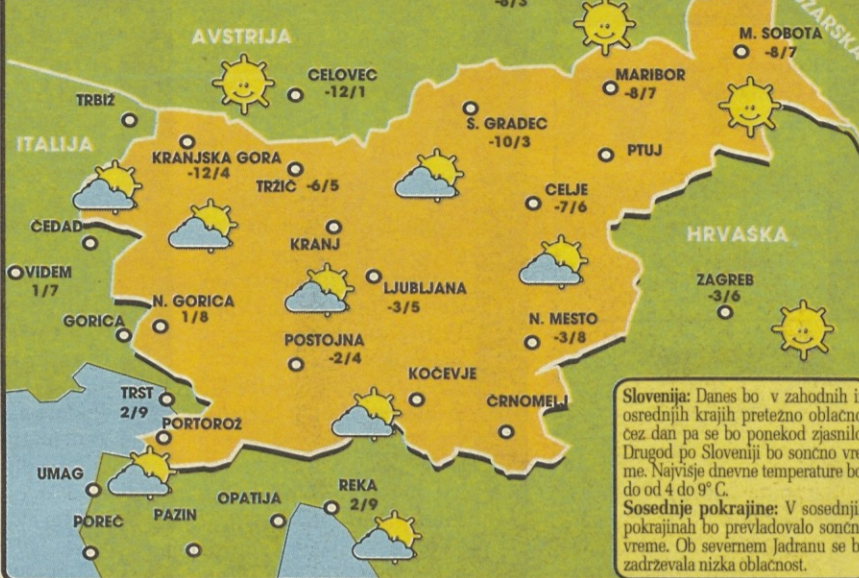 -8/3
AVSTRIJA
M. SOBOTA
-8/7
CELOVEC
-12/1
MARIBOR
-8/7
TRBIŽ
S. GRADEC
-10/3
ITALIJA
KRANJSKA GORA
-12/4
TRŽIČ -6/5
PTUJ
CELJE
-7/6
ČEDAD
KRANJ
HRVAŠKA
VIDEM
1/7
LJUBLJANA
-3/5
ZAGREB
-3/6
N. GORICA
1/8
GORICA
N. MESTO
-3/8
POSTOJNA
-2/4
KOČEVJE
TRST
2/9
ČRNOMELJ
PORTOROŽ
UMAG
OPATIJA
REKA
2/9
POREČ
PAZIN
Slovenija: Danes bo v zahodnih i
osrednjih krajih pretežno oblačno
čez dan pa se bo ponekod zjasnilo
Drugod po Sloveniji bo sončno vre
me. Najvišje dnevne temperature bo
do od 4 do 9° C.
Sosednje pokrajine: V sosednji
pokrajinah bo prevladovalo sončn
vreme. Ob severnem Jadranu se b
zadrževala nizka oblačnost.